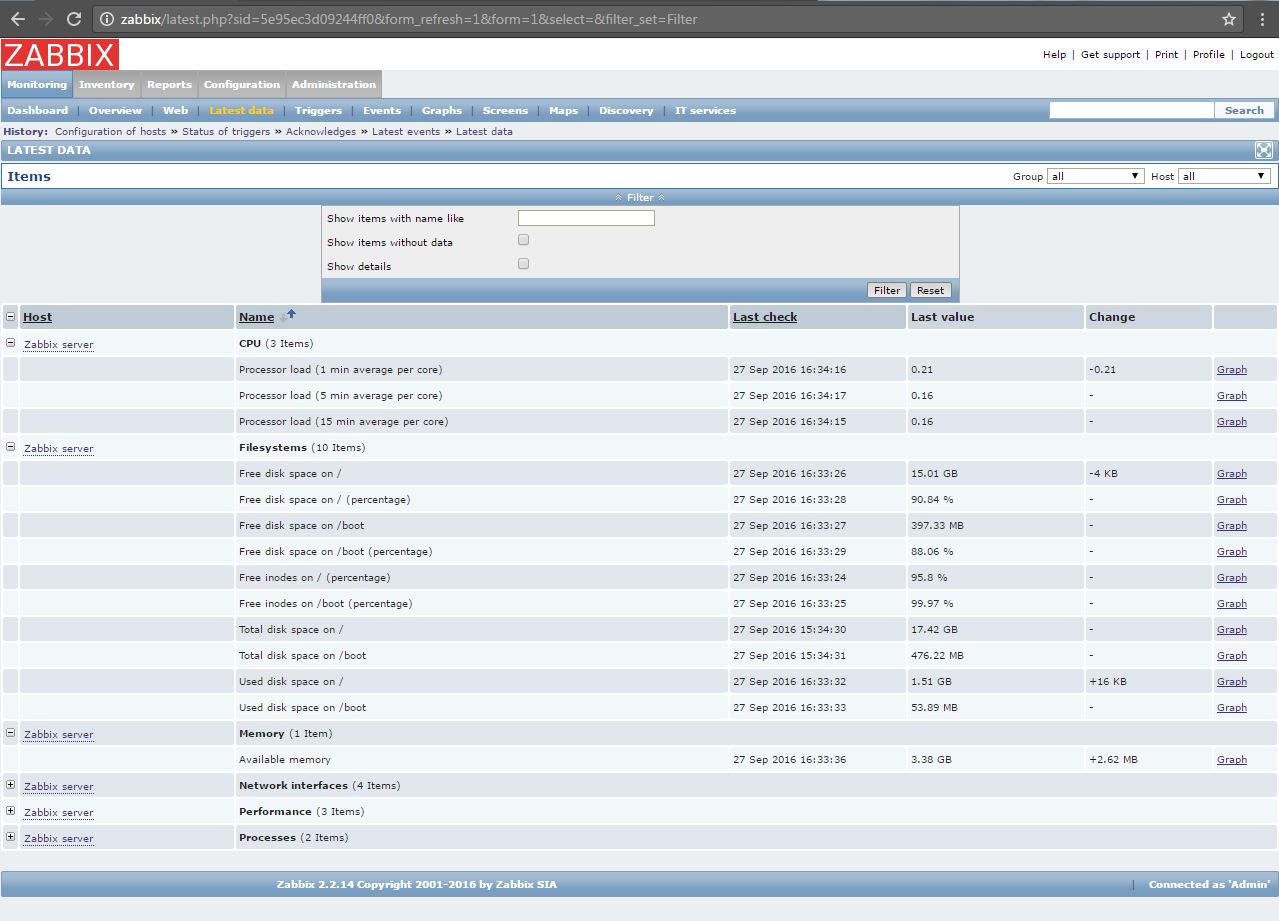 zabbix/latest.php?sid=5e95ec3d09244ff0&form_refresh=1&form=1&select=&filter_set=Filter
ZABBIX
Help | Get support | Print | Profile | Logout
Monitoring Inventory Reports Configuration Administration
Dashboard | Overview | Web | Latest data | Triggers | Events | Graphs | Screens | Maps | Discovery | IT services Search
History: Configuration of hosts » Status of triggers » Acknowledges » Latest events » Latest data
LATEST DATA
Items Group all Host all
Filter
Show items with name like
Show items without data
Show details
Filter Reset
Host Name Last check Last value Change
Zabbix server CPU (3 Items)
Processor load (1 min average per core) 27 Sep 2016 16:34:16 0.21 -0.21 Graph
Processor load (5 min average per core) 27 Sep 2016 16:34:17 0.16 - Graph
Processor load (15 min average per core) 27 Sep 2016 16:34:15 0.16 - Graph
Zabbix server Filesystems (10 Items)
Free disk space on / 27 Sep 2016 16:33:26 15.01 GB -4 KB Graph
Free disk space on / (percentage) 27 Sep 2016 16:33:28 90.84 % - Graph
Free disk space on /boot 27 Sep 2016 16:33:27 397.33 MB - Graph
Free disk space on /boot (percentage) 27 Sep 2016 16:33:29 88.06 % - Graph
Free inodes on / (percentage) 27 Sep 2016 16:33:24 95.8 % - Graph
Free inodes on /boot (percentage) 27 Sep 2016 16:33:25 99.97 % - Graph
Total disk space on / 27 Sep 2016 15:34:30 17.42 GB - Graph
Total disk space on /boot 27 Sep 2016 15:34:31 476.22 MB - Graph
Used disk space on / 27 Sep 2016 16:33:32 1.51 GB +16 KB Graph
Used disk space on /boot 27 Sep 2016 16:33:33 53.89 MB - Graph
Zabbix server Memory (1 Item)
Available memory 27 Sep 2016 16:33:36 3.38 GB +2.62 MB Graph
Zabbix server Network interfaces (4 Items)
Zabbix server Performance (3 Items)
Zabbix server Processes (2 Items)
Zabbix 2.2.14 Copyright 2001-2016 by Zabbix SIA | Connected as 'Admin'